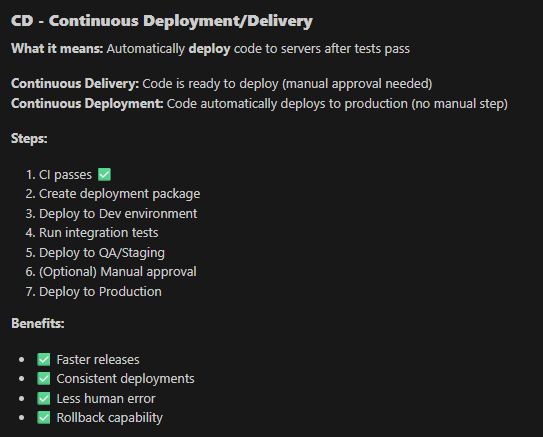 CD - Continuous Deployment/Delivery
What it means: Automatically deploy code to servers after tests pass
Continuous Delivery: Code is ready to deploy (manual approval needed)
Continuous Deployment: Code automatically deploys to production (no manual step)
Steps:
1. CI passes ✅
2. Create deployment package
3. Deploy to Dev environment
4. Run integration tests
5. Deploy to QA/Staging
6. (Optional) Manual approval
7. Deploy to Production
Benefits:
• ✅ Faster releases
• ✅ Consistent deployments
• ✅ Less human error
• ✅ Rollback capability